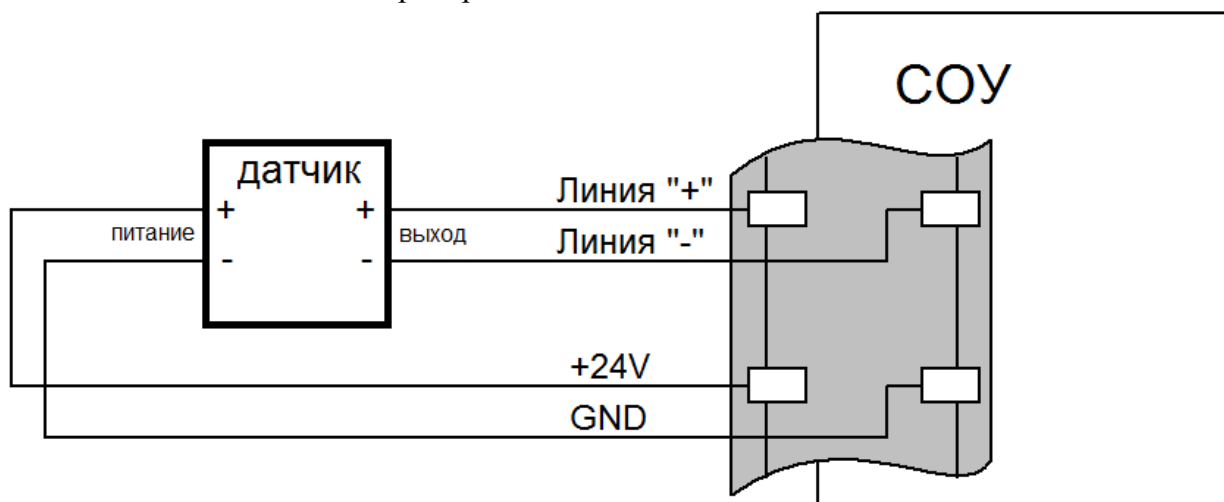 СОУ
датчик
Линия "+"
+ +
питание
выход
Линия "-"
- -
+24V
GND